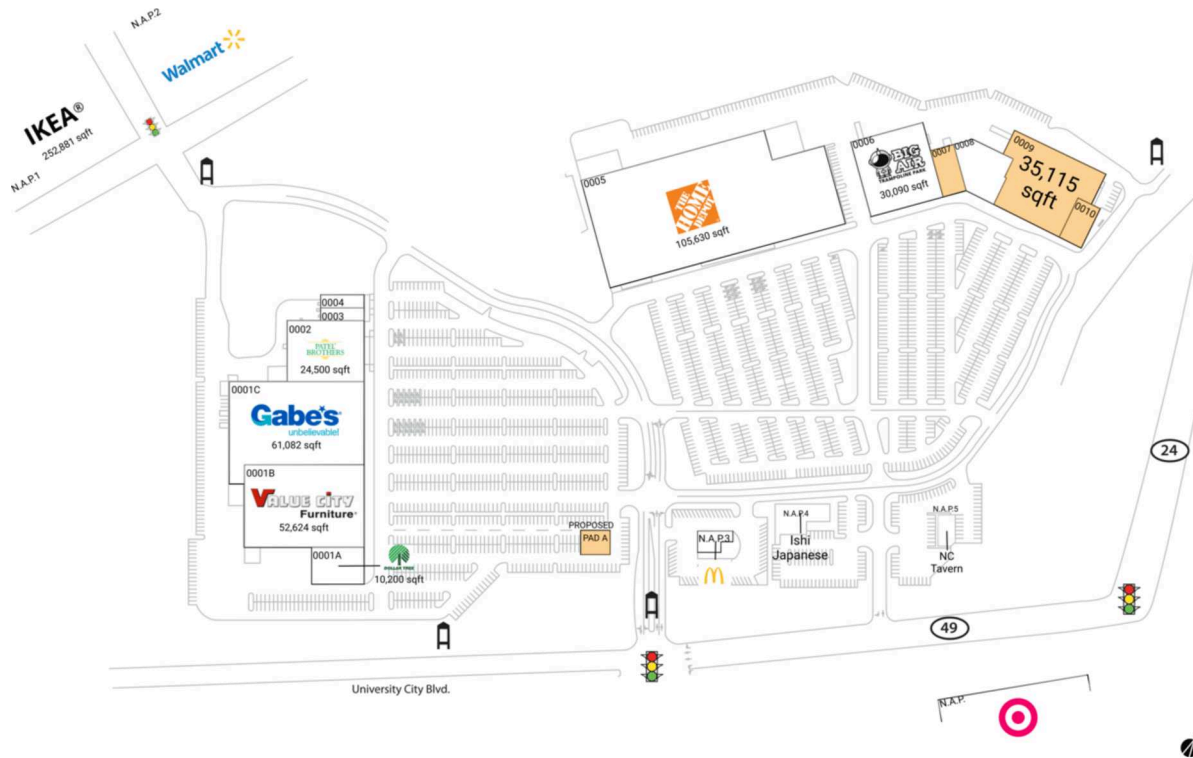 N.A.P.2
Walmart
IKEA®
252,881 sqft
N.A.P.1
0005
THE HOME DEPOT
105,630 sqft
0006
BIG AIR
TRAMPOLINE PARK
30,090 sqft
0007
0008
0009
35,115
sqft
0010
0004
0003
0002
PATEL
BROTHERS
24,500 sqft
0001C
Gabe's
unbelievable!
61,082 sqft
0001B
VALUE CITY
Furniture
52,624 sqft
0001A
DOLLAR TREE
10,200 sqft
PROPOSED
PAD A
N.A.P.3
N.A.P.4
Ishi
Japanese
N.A.P.5
NC
Tavern
24
49
University City Blvd.
N.A.P.